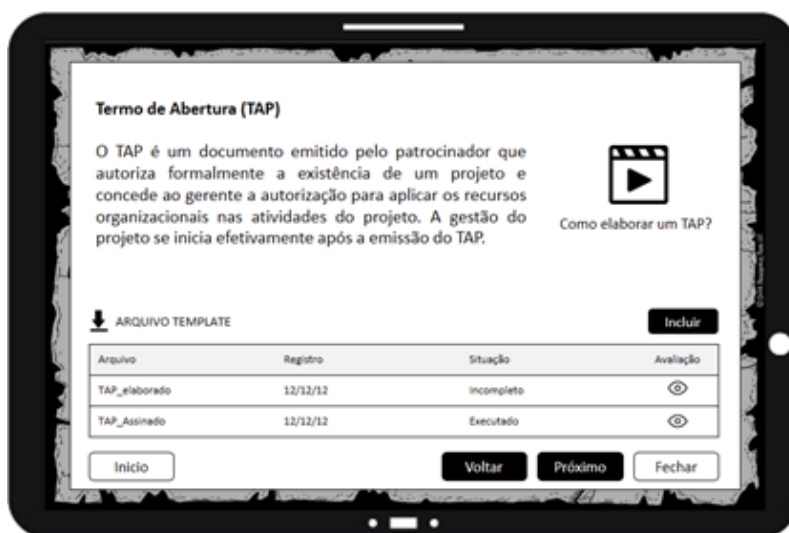 Termo de Abertura (TAP)
O TAP é um documento emitido pelo patrocinador que
autoriza formalmente a existência de um projeto e
concede ao gerente a autorização para aplicar os recursos
organizacionais nas atividades do projeto. A gestão do
projeto se inicia efetivamente após a emissão do TAP.
Como elaborar um TAP?
ARQUIVO TEMPLATE
Incluir
Arquivo Registro Situação Avaliação
TAP_elaborado 12/12/12 Incompleto
TAP_Assinado 12/12/12 Executado
Inicio Voltar Próximo Fechar